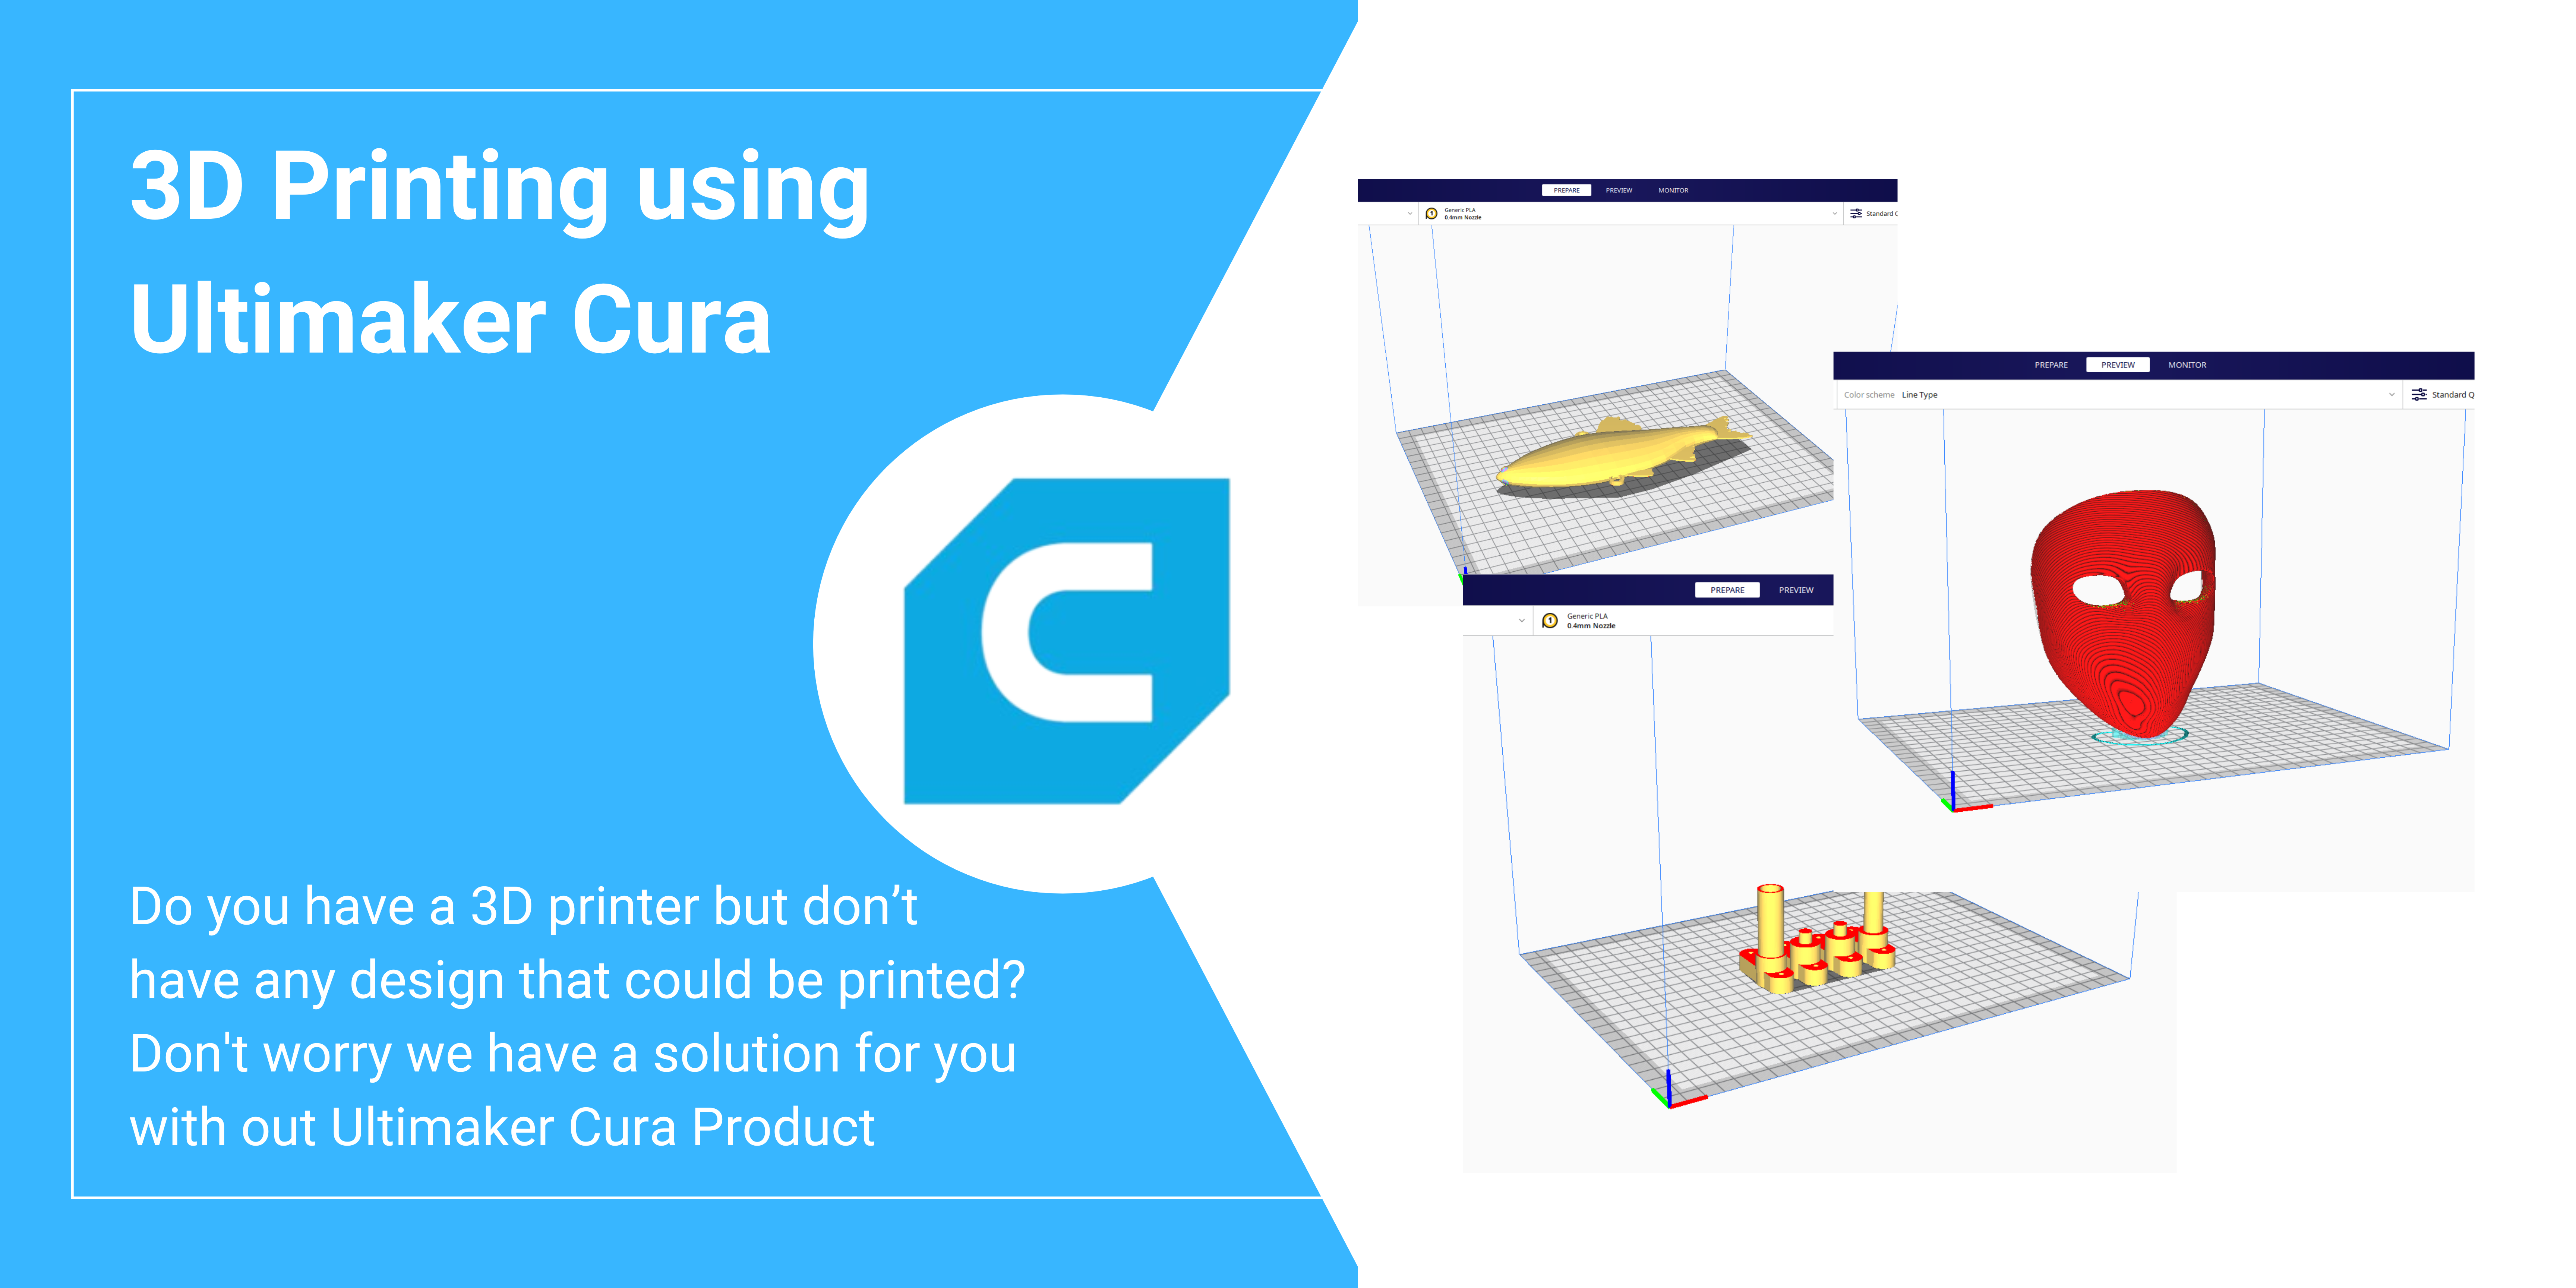 3D Printing using
Ultimaker Cura
Do you have a 3D printer but don’t
have any design that could be printed?
Don't worry we have a solution for you
with out Ultimaker Cura Product
PREPARE PREVIEW MONITOR
1 Generic PLA
0.4mm Nozzle
Standard
PREPARE PREVIEW MONITOR
Color scheme Line Type Standard Q
PREPARE PREVIEW
1 Generic PLA
0.4mm Nozzle